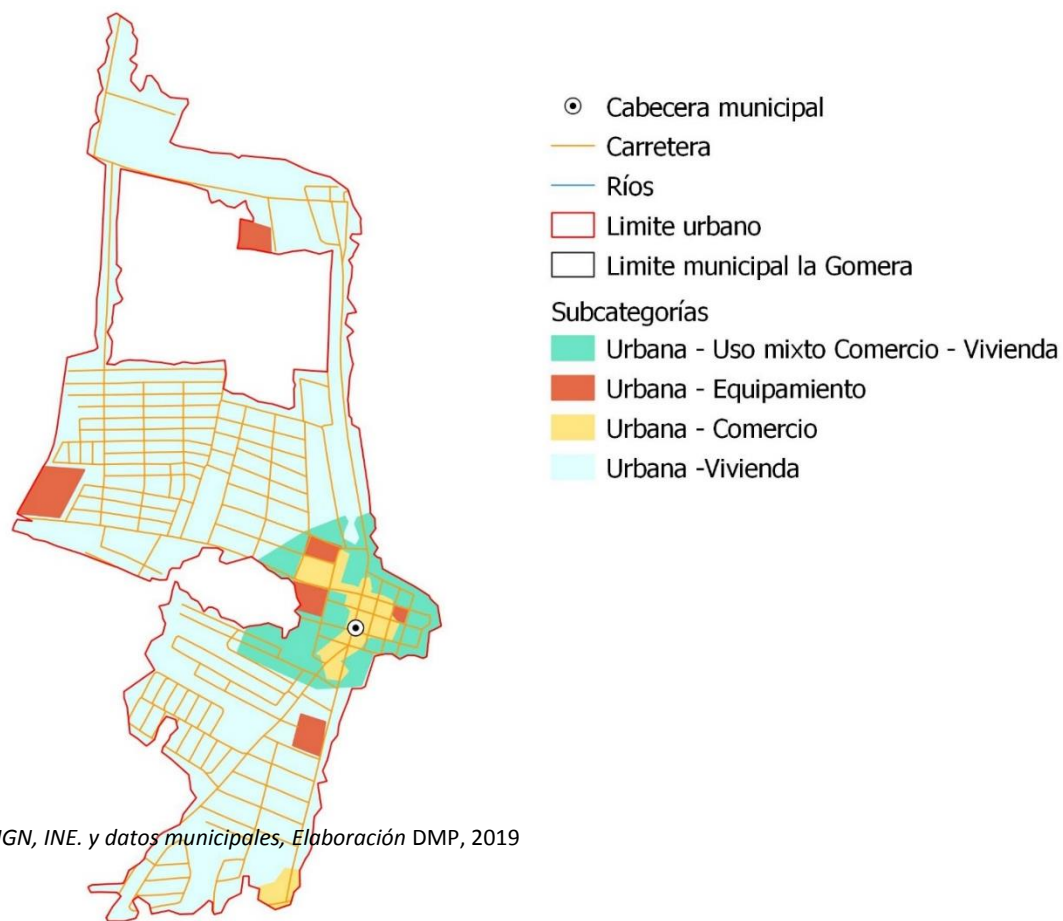 Cabecera municipal
Carretera
Ríos
Limite urbano
Limite municipal la Gomera
Subcategorías
Urbana - Uso mixto Comercio - Vivienda
Urbana - Equipamiento
Urbana - Comercio
Urbana -Vivienda
IGN, INE. y datos municipales, Elaboración DMP, 2019